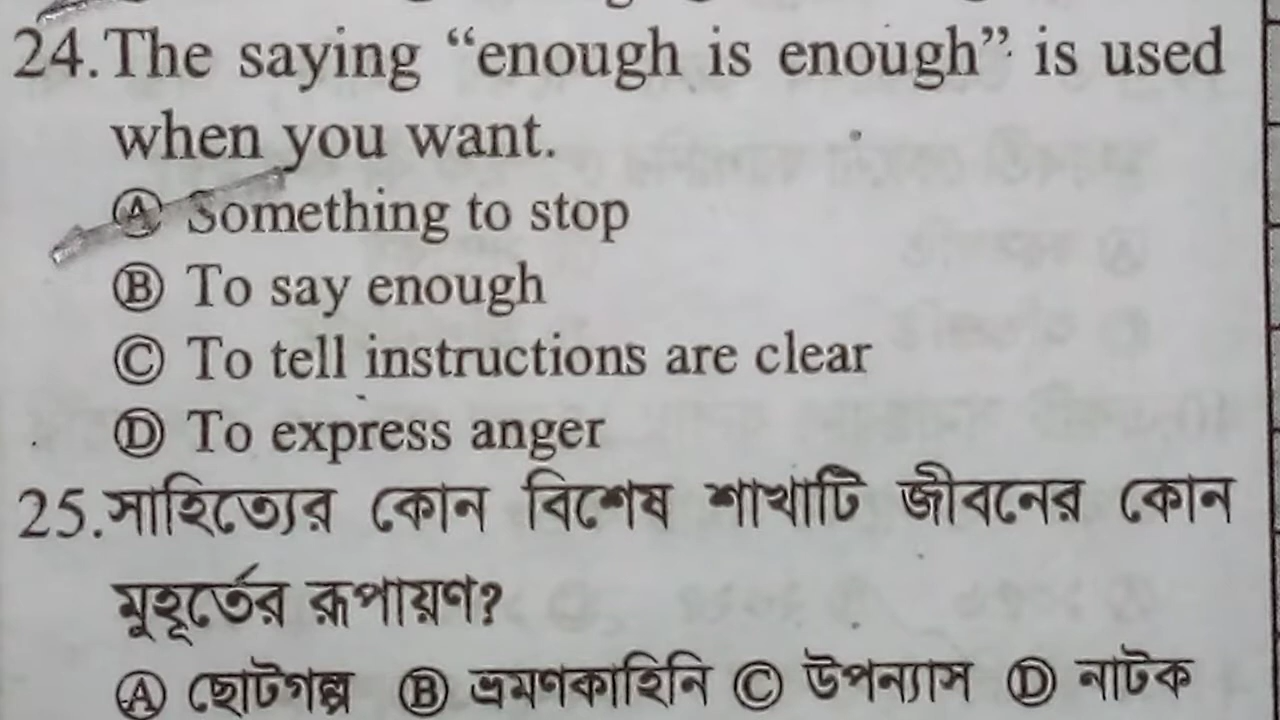 24.The saying “enough is enough” is used
when you want.
Ⓐ Something to stop
Ⓑ To say enough
Ⓒ To tell instructions are clear
Ⓓ To express anger
25.সাহিত্যের কোন বিশেষ শাখাটি জীবনের কোন
মুহূর্তের রূপায়ণ?
Ⓐ ছোটগল্প Ⓑ ভ্রমণকাহিনি Ⓒ উপন্যাস Ⓓ নাটক